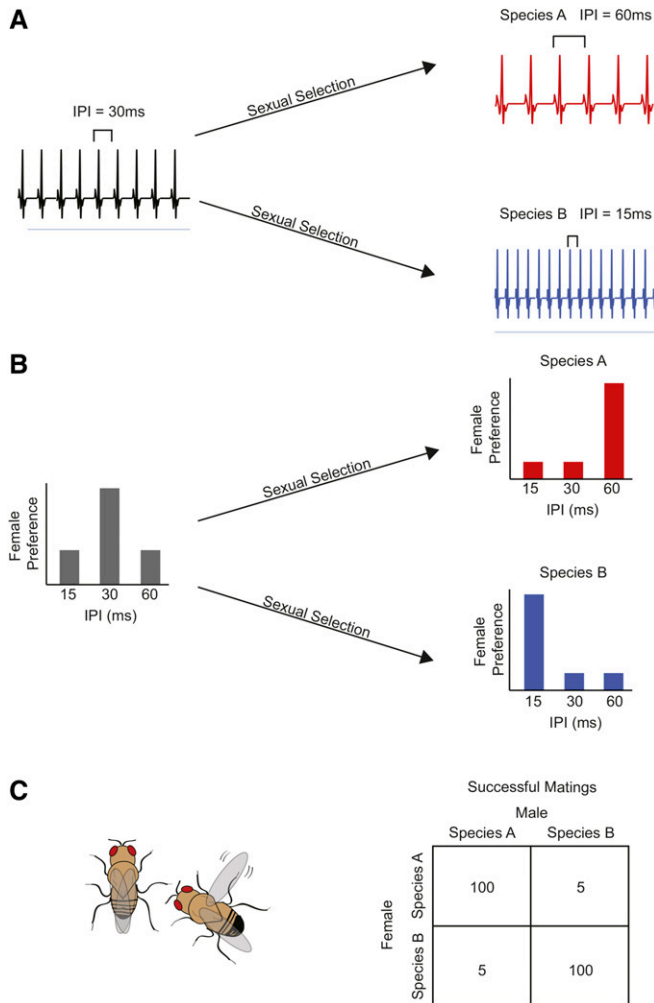 A
IPI = 30ms
Sexual Selection
Species A IPI = 60ms
Sexual Selection
Species B IPI = 15ms
B
Female
Preference
15 30 60
IPI (ms)
Sexual Selection
Species A
Female
Preference
15 30 60
IPI (ms)
Sexual Selection
Species B
Female
Preference
15 30 60
IPI (ms)
C
Successful Matings
Male
Species A Species B
Female
Species A
100 5
Species B
5 100